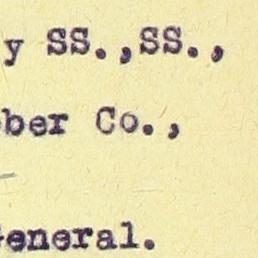 y SS.,SS.,
ber Co.,
eneral.